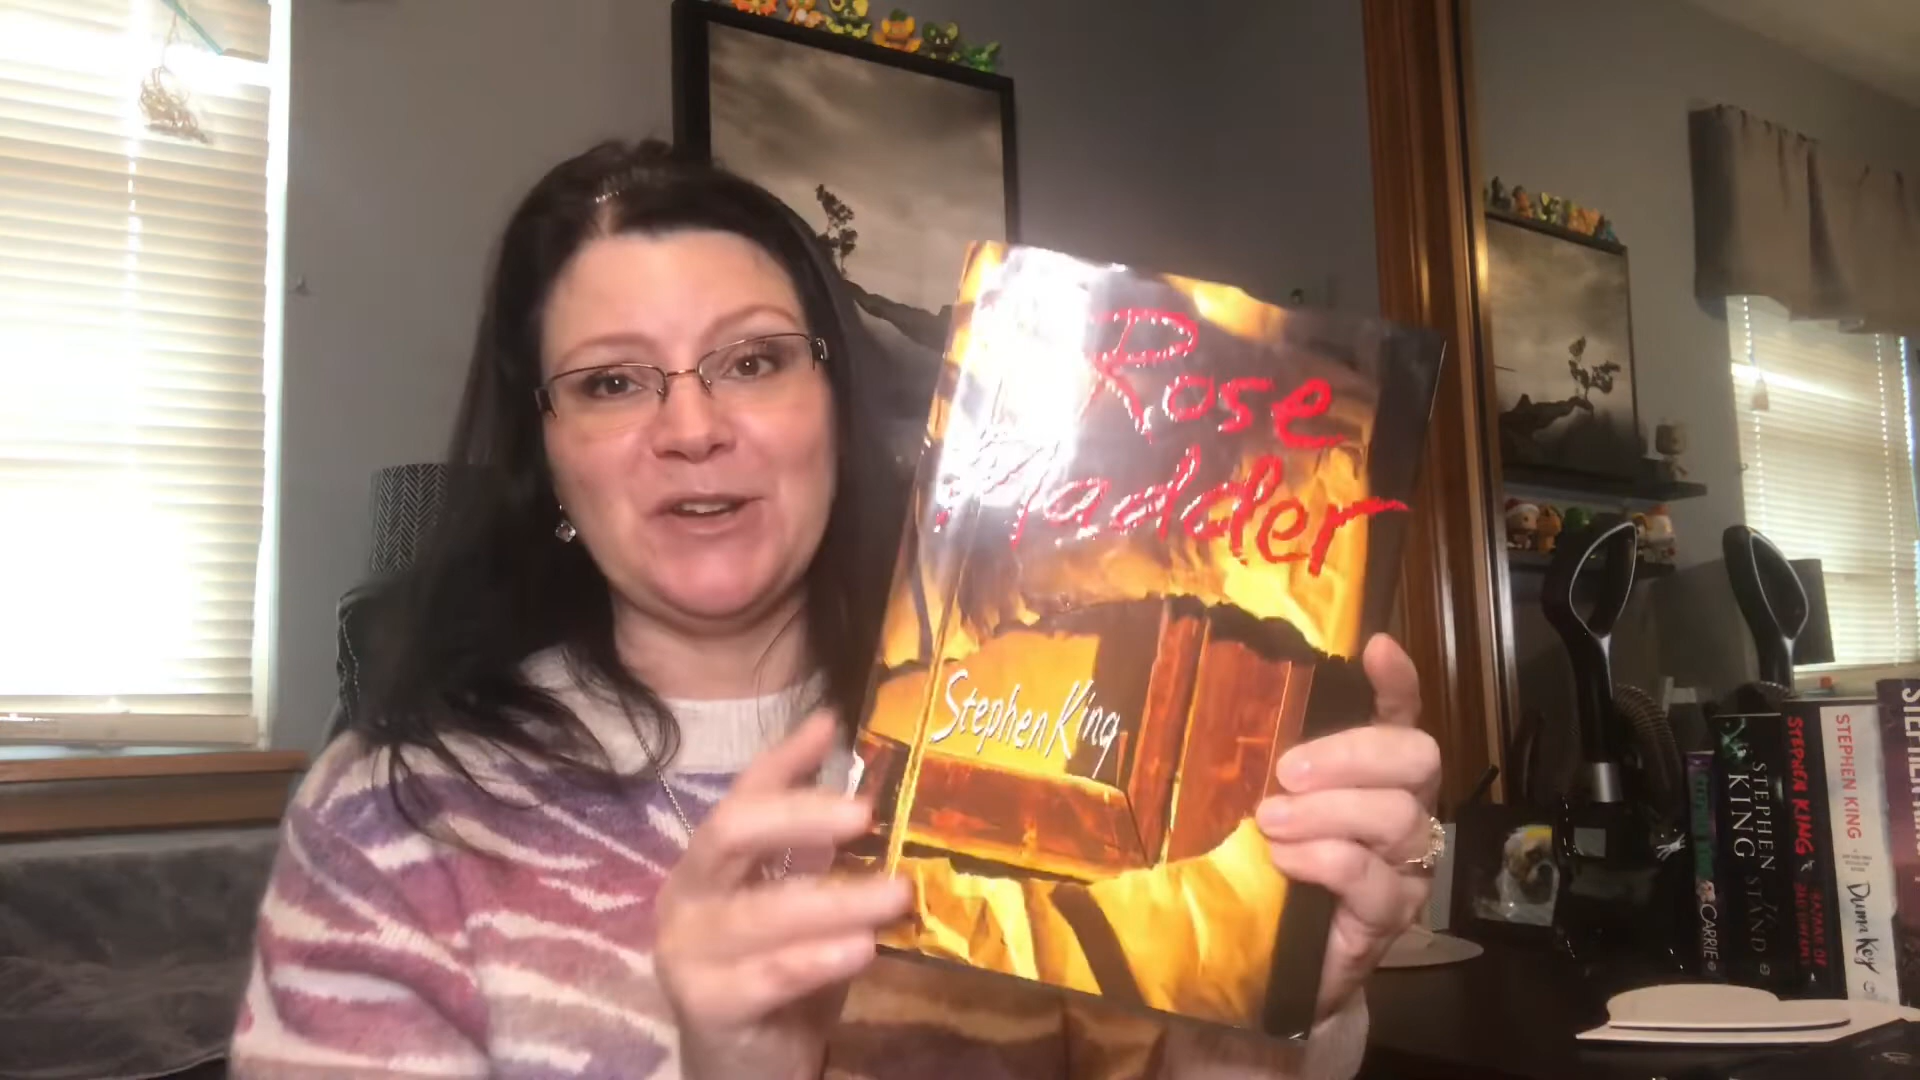 Rose
Madder
Stephen King
CARRIE
STEPHEN
KING
STAND
STEPHEN KING
STEPHEN KING
Duma Key